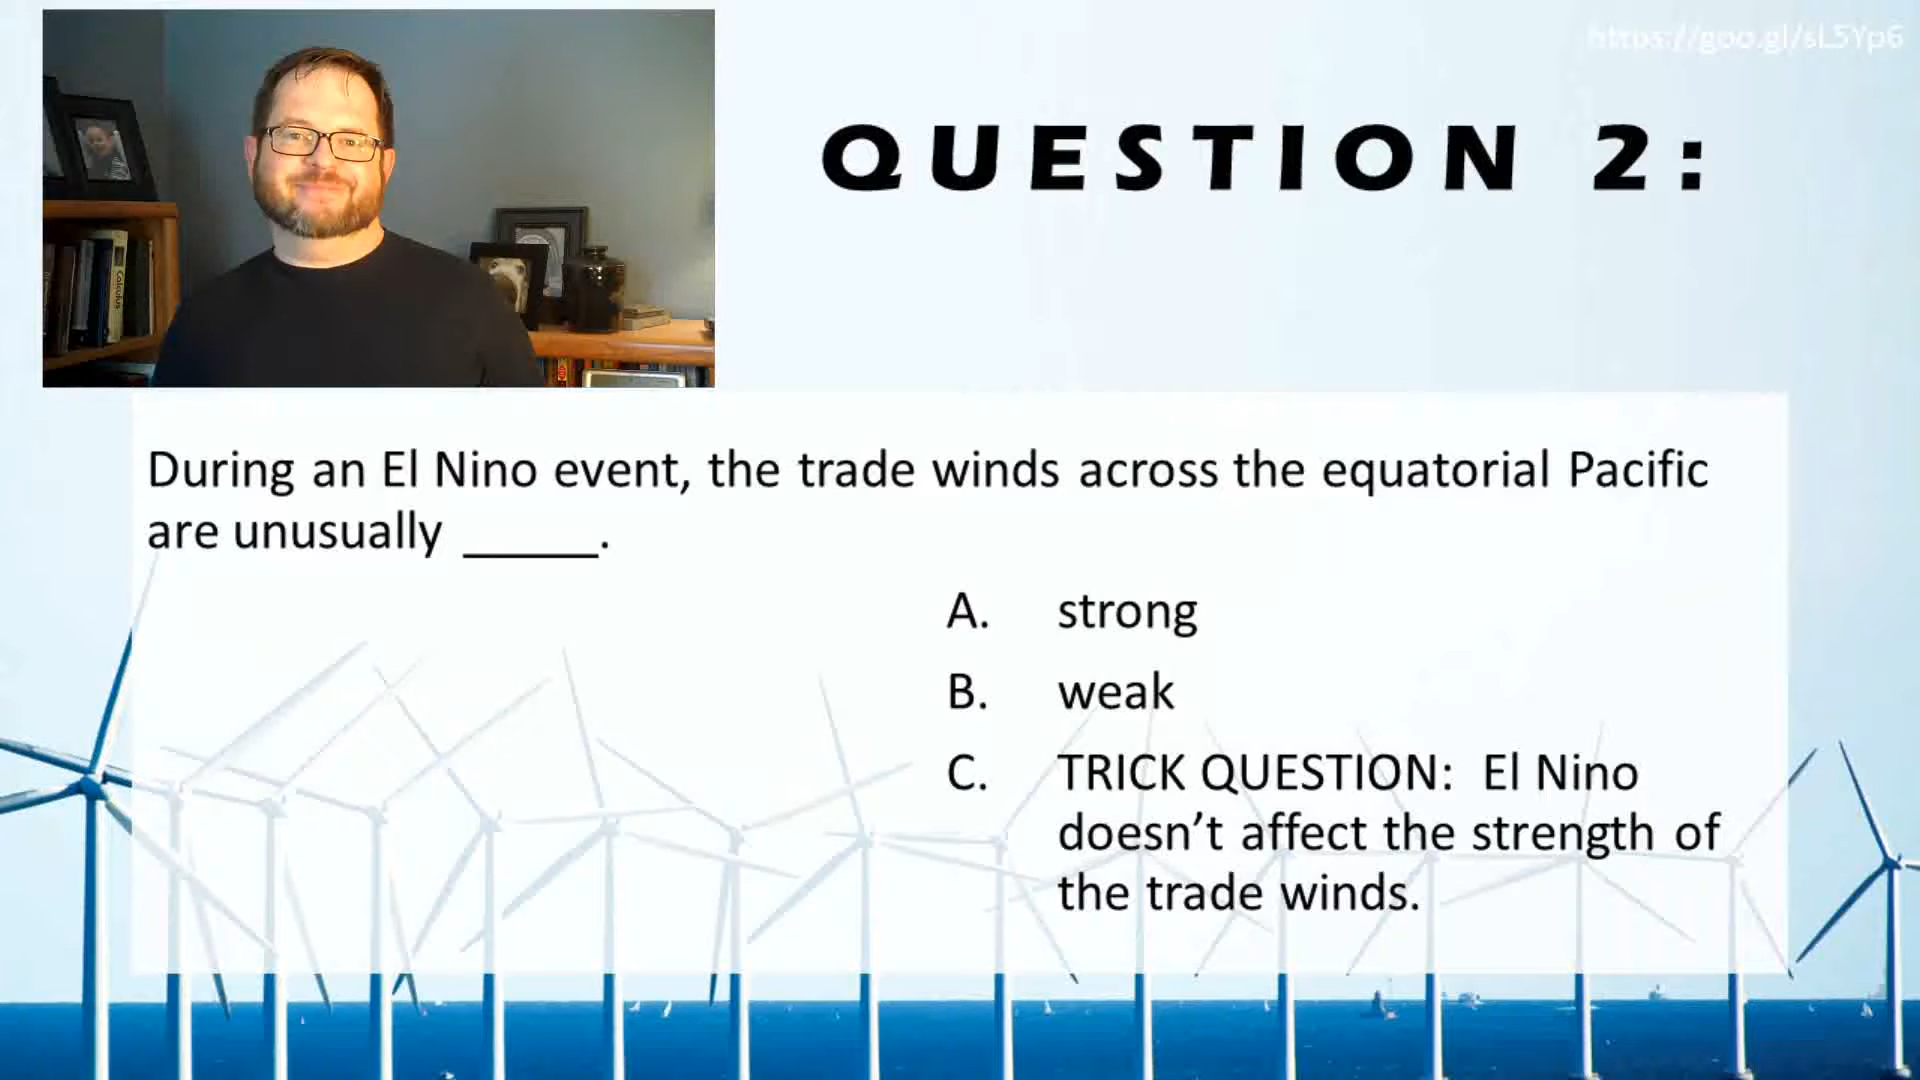 https://goo.gl/sL5Yp6
QUESTION 2:
Calculus
During an El Nino event, the trade winds across the equatorial Pacific
are unusually _____.
A. strong
B. weak
C. TRICK QUESTION: El Nino
doesn't affect the strength of
the trade winds.